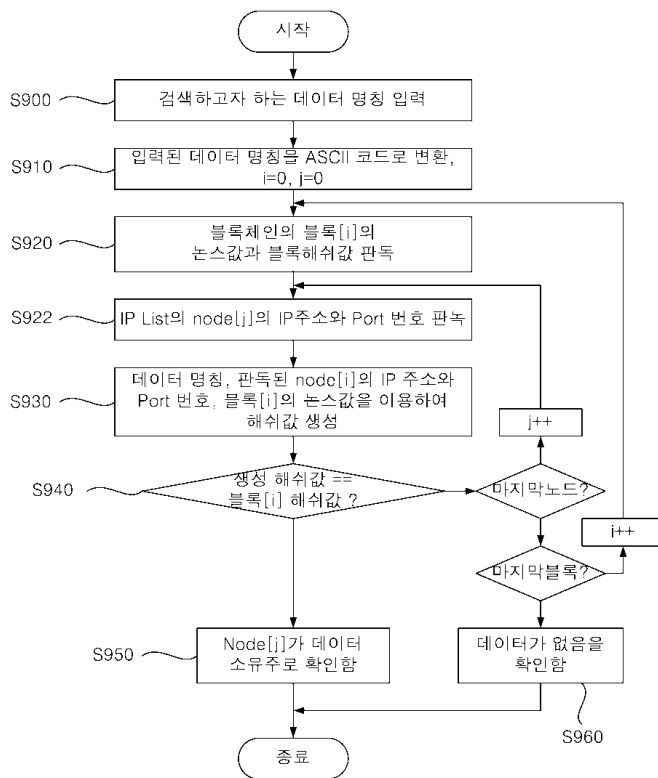 시작
S900
검색하고자 하는 데이터 명칭 입력
S910
입력된 데이터 명칭을 ASCII 코드로 변환,
i=0, j=0
S920
블록체인의 블록[i]의
논스값과 블록해쉬값 판독
S922
IP List의 node[j]의 IP주소와 Port 번호 판녹
S930
데이터 명칭, 판독된 node[i]의 IP 주소와
Port 번호, 블록[i]의 논스값을 이용하여
해쉬값 생성
j++
S940
생성 해쉬값 ==
블록[i] 해쉬값 ?
마지막노드?
i++
마지막블록?
S950
Node[j]가 데이터
소유주로 확인함
데이터가 없음을
확인함
S960
종료